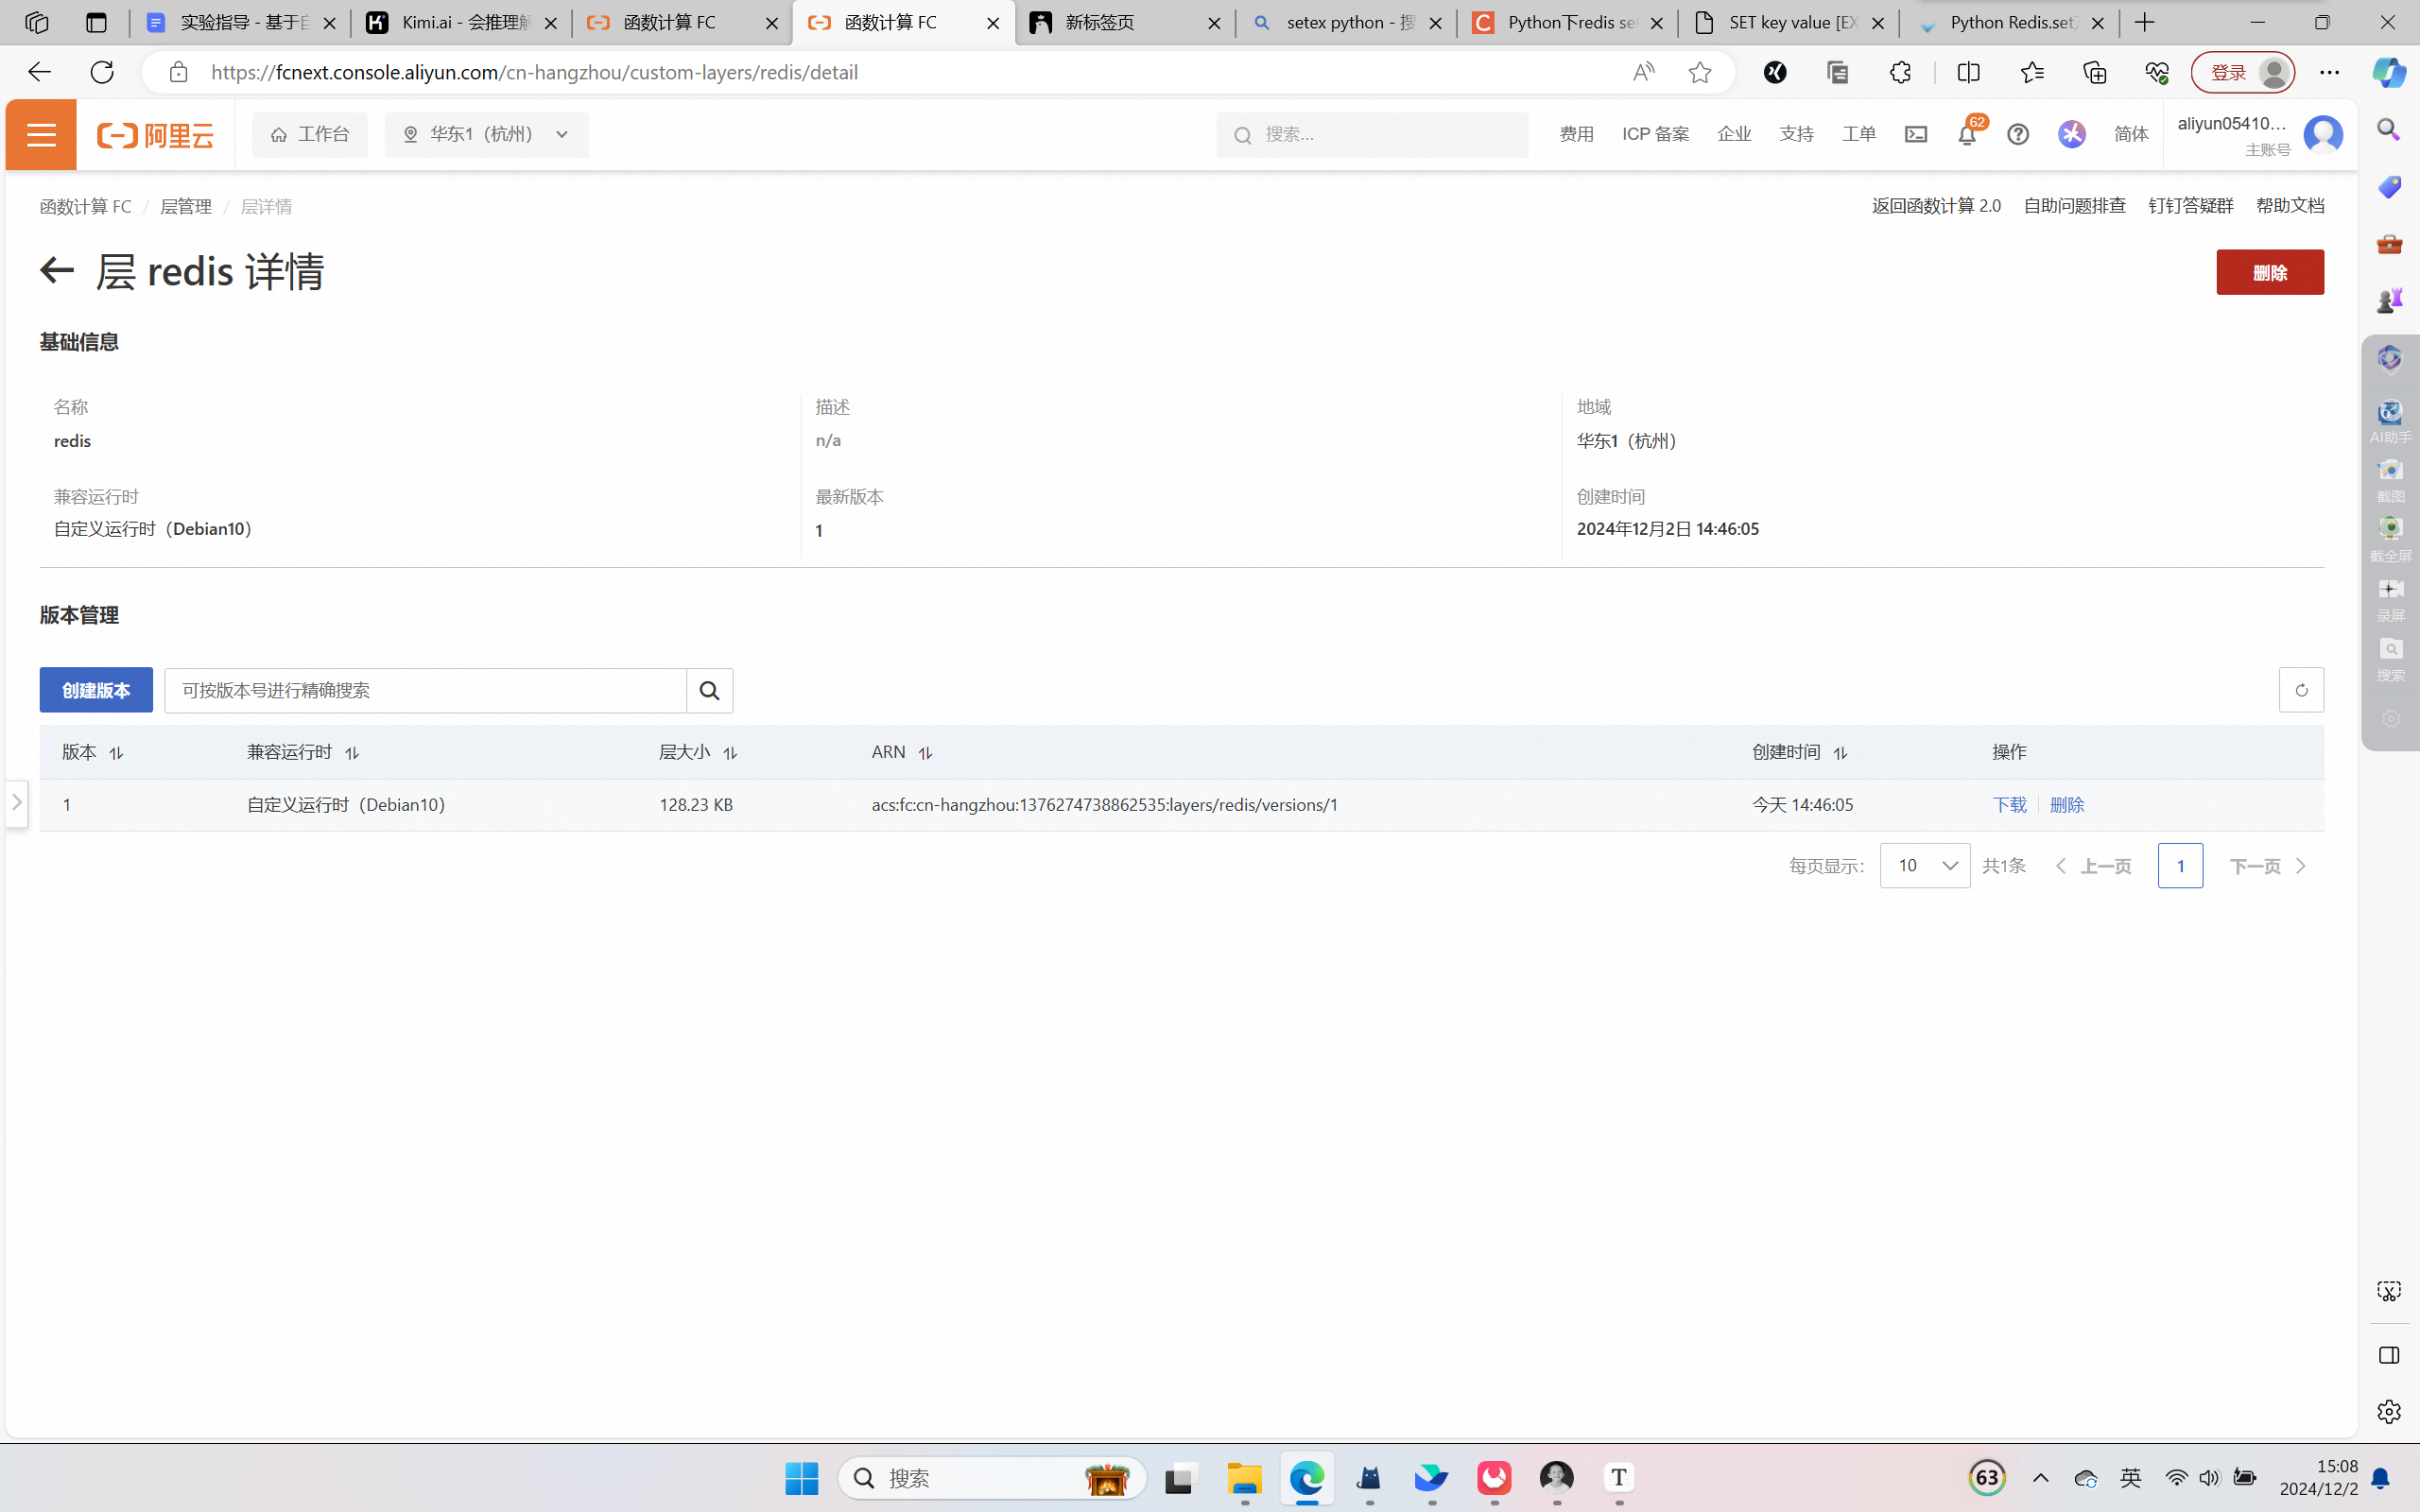 实验指导 - 基于自
Kimi.ai - 会推理解
函数计算 FC
函数计算 FC
新标签页
setex python - 搜
Python下redis se
SET key value [EX
Python Redis.set方
https://fcnext.console.aliyun.com/cn-hangzhou/custom-layers/redis/detail
登录
阿里云
工作台
华东1（杭州）
搜索...
费用
ICP 备案
企业
支持
工单
62
简体
aliyun05410...
主账号
函数计算 FC / 层管理 / 层详情
返回函数计算 2.0
自助问题排查
钉钉答疑群
帮助文档
层 redis 详情
删除
基础信息
名称
描述
地域
redis
n/a
华东1（杭州）
兼容运行时
最新版本
创建时间
自定义运行时（Debian10）
1
2024年12月2日 14:46:05
版本管理
创建版本
可按版本号进行精确搜索
版本
兼容运行时
层大小
ARN
创建时间
操作
1
自定义运行时（Debian10）
128.23 KB
acs:fc:cn-hangzhou:1376274738862535:layers/redis/versions/1
今天 14:46:05
下载
删除
每页显示：
10
共1条
上一页
1
下一页
AI助手
截图
截全屏
录屏
搜索
搜索
63
英
15:08
2024/12/2